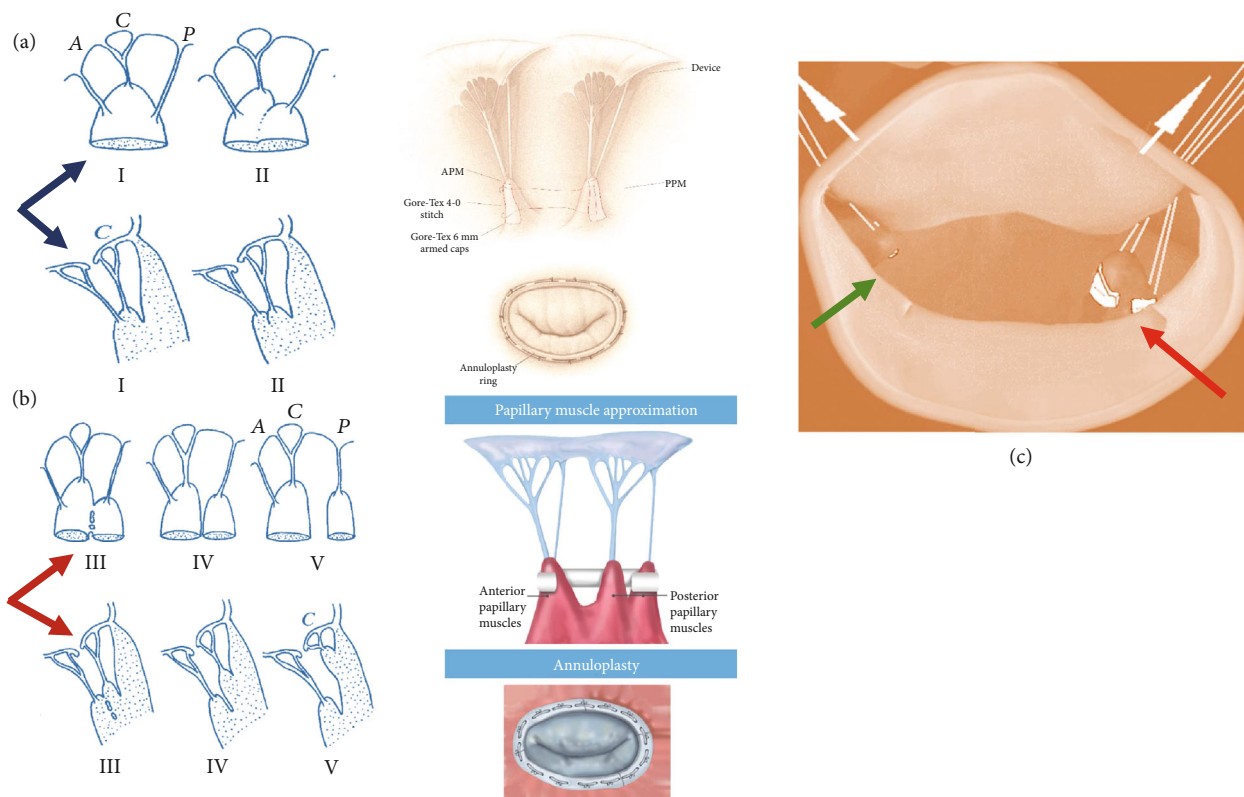 (a)
A
C
P
I
II
C
I
II
(b)
A
C
P
III
IV
V
C
III
IV
V
Device
APM
PPM
Gore-Tex 4-0
stitch
Gore-Tex 6 mm
armed caps
Annuloplasty
ring
Papillary muscle approximation
Anterior
papillary
muscles
Posterior
papillary
muscles
Annuloplasty
(c)